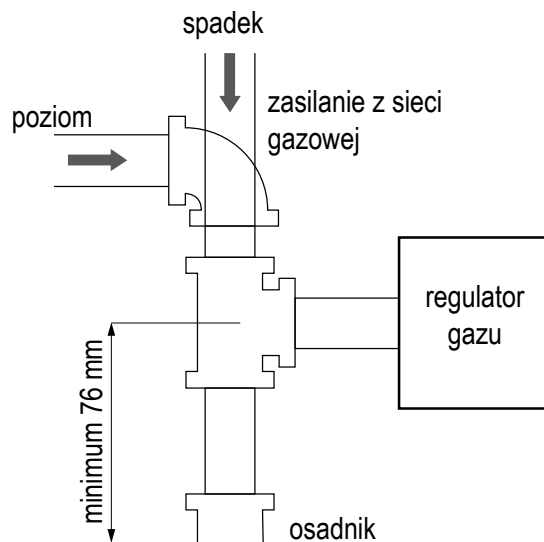 spadek
zasilanie z sieci
gazowej
poziom
regulator
gazu
minimum 76 mm
osadnik